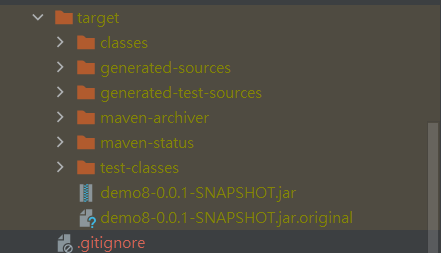 target
classes
generated-sources
generated-test-sources
maven-archiver
maven-status
test-classes
demo8-0.0.1-SNAPSHOT.jar
demo8-0.0.1-SNAPSHOT.jar.original
.gitignore